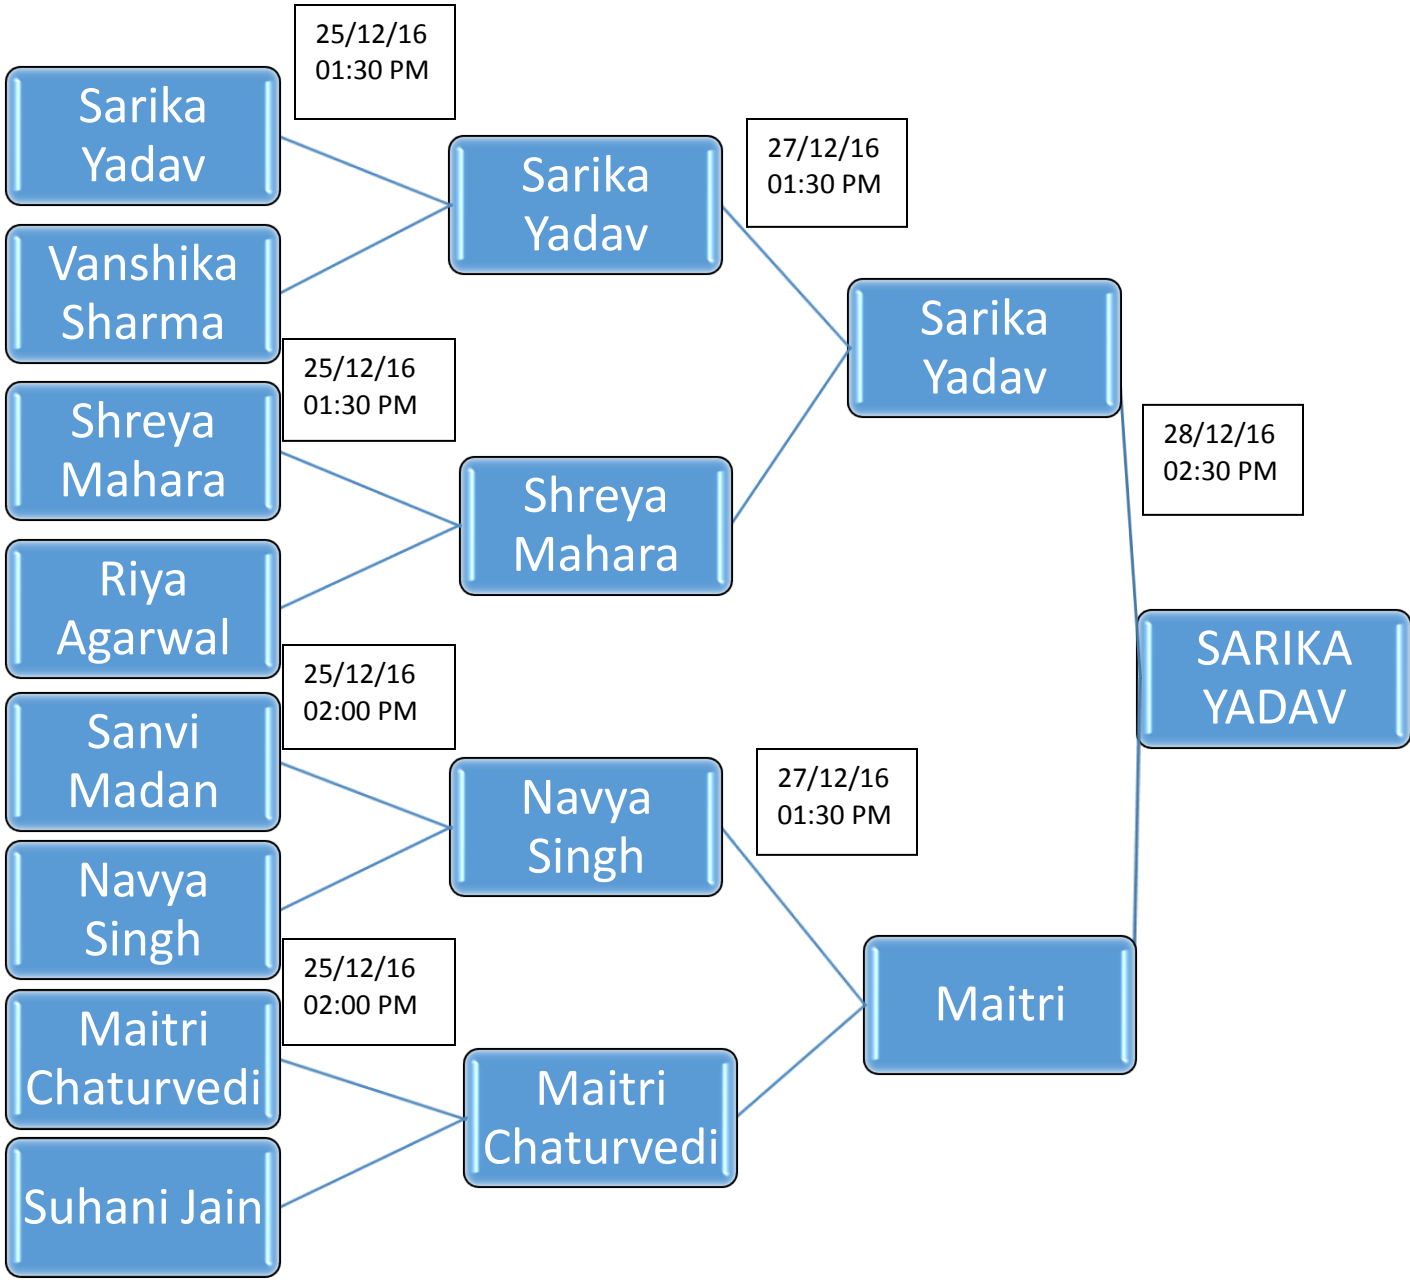 25/12/16
01:30 PM
Sarika
Yadav
Vanshika
Sharma
25/12/16
01:30 PM
Shreya
Mahara
Riya
Agarwal
25/12/16
02:00 PM
Sanvi
Madan
Navya
Singh
25/12/16
02:00 PM
Maitri
Chaturvedi
Suhani Jain
Sarika
Yadav
Shreya
Mahara
Navya
Singh
Maitri
Chaturvedi
27/12/16
01:30 PM
27/12/16
01:30 PM
Sarika
Yadav
Maitri
28/12/16
02:30 PM
SARIKA
YADAV